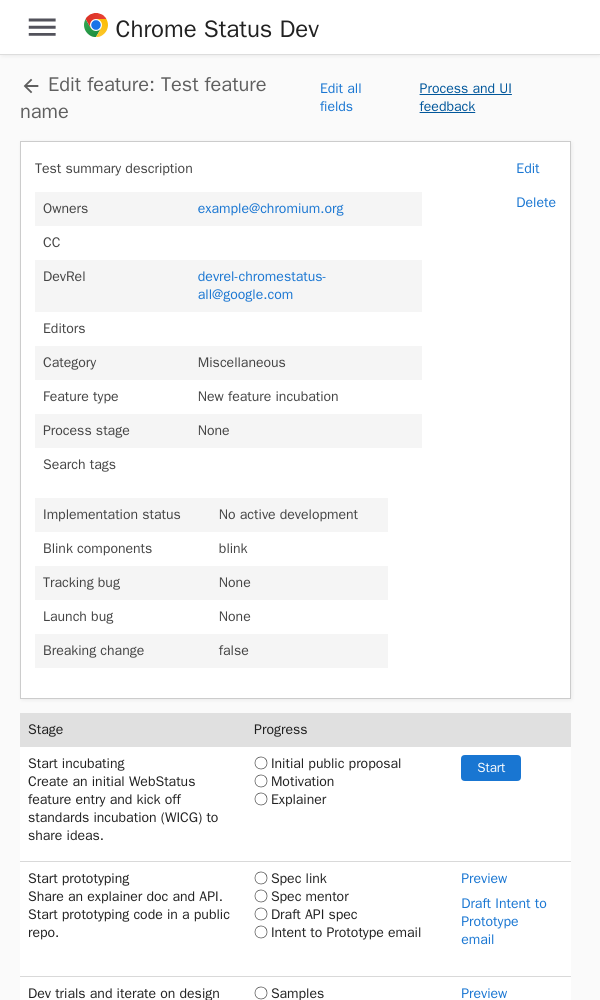 Chrome Status Dev
Edit feature: Test feature
name
Edit all
fields
Process and UI
feedback
Test summary description
Edit
Delete
Owners example@chromium.org
CC
DevRel devrel-chromestatus-
all@google.com
Editors
Category Miscellaneous
Feature type New feature incubation
Process stage None
Search tags
Implementation status No active development
Blink components blink
Tracking bug None
Launch bug None
Breaking change false
Stage Progress
Start incubating
Create an initial WebStatus
feature entry and kick off
standards incubation (WICG) to
share ideas.
Initial public proposal
Motivation
Explainer
Start
Start prototyping
Share an explainer doc and API.
Start prototyping code in a public
repo.
Spec link
Spec mentor
Draft API spec
Intent to Prototype email
Preview
Draft Intent to
Prototype
email
Dev trials and iterate on design
Samples
Preview